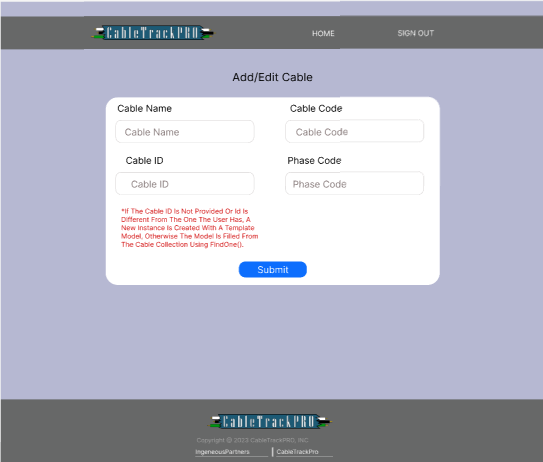 CableTrackPRO
HOME
SIGN OUT
Add/Edit Cable
Cable Name
Cable Code
Cable Name
Cable Code
Cable ID
Phase Code
Cable ID
Phase Code
*If The Cable ID Is Not Provided Or Id Is
Different From The One The User Has, A
New Instance Is Created With A Template
Model, Otherwise The Model Is Filled From
The Cable Collection Using FindOne().
Submit
CableTrackPRO
Copyright © 2023 CableTrackPRO, INC
IngeneousPartners
CableTrackPro